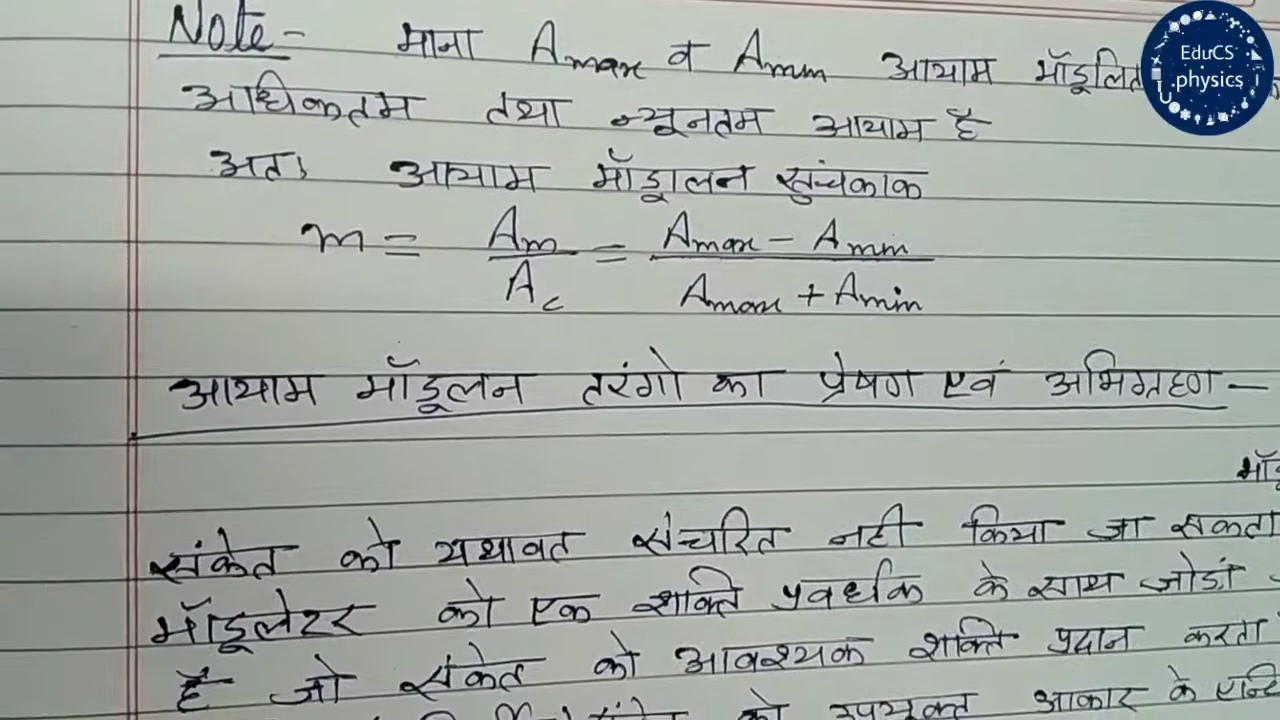 Note - माना Amax व Amin आयाम मॉडूलित
EduCS
physics
अधिकतम तथा न्यूनतम आयाम है
अतः आयाम मॉडूलन सुचंकाक
m = Am / Ac = Amax - Amin / Amax + Amin
आयाम मॉडूलन तरंगो का प्रेषण एवं अभिग्रहण -
संकेत को यथावत संचरित नही किया जा सकता
मॉडूलेटर को एक शक्ति प्रवर्धक के साथ जोडां
है जो संकेत को आवश्यक शक्ति प्रदान करता
को उपयुक्त आकार के